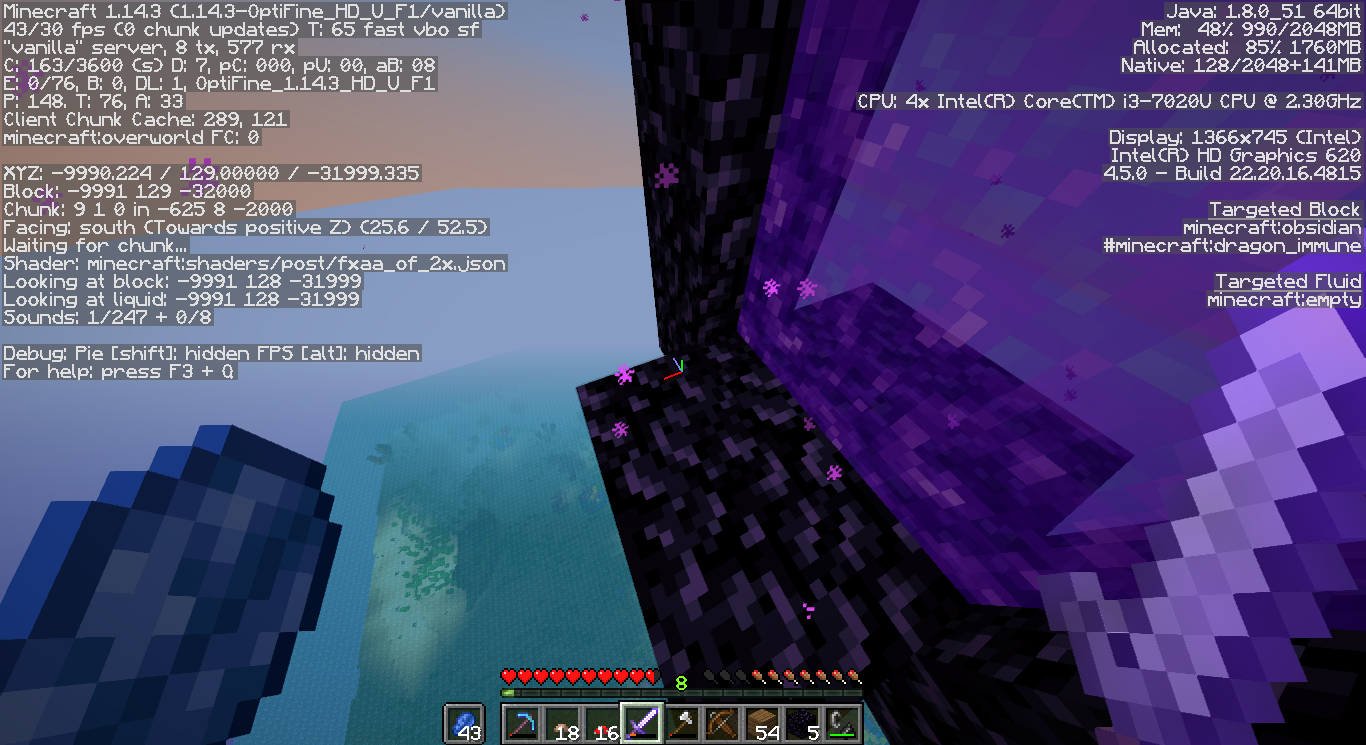 Minecraft 1.14.3 (1.14.3-OptiFine_HD_U_F1/vanilla)
43/30 fps (0 chunk updates) T: 65 fast vbo sf
"vanilla" server, 8 tx, 577 rx
C: 163/3600 (s) D: 7, pC: 000, pU: 00, aB: 08
E: 0/76, B: 0, DL: 1, OptiFine_1.14.3_HD_U_F1
P: 148. T: 76, A: 33
Client Chunk Cache: 289, 121
minecraft:overworld FC: 0
XYZ: -9990.224 / 129.00000 / -31999.335
Block: -9991 129 -32000
Chunk: 9 1 0 in -625 8 -2000
Facing: south (Towards positive Z) (25.6 / 52.5)
Waiting for chunk...
Shader: minecraft:shaders/post/fxaa_of_2x.json
Looking at block: -9991 128 -31999
Looking at liquid: -9991 128 -31999
Sounds: 1/247 + 0/8
Debug: Pie [shift]: hidden FPS [alt]: hidden
For help: press F3 + Q
Java: 1.8.0_51 64bit
Mem: 48% 990/2048MB
Allocated: 85% 1760MB
Native: 128/2048+141MB
CPU: 4x Intel(R) Core(TM) i3-7020U CPU @ 2.30GHz
Display: 1366x745 (Intel)
Intel(R) HD Graphics 620
4.5.0 - Build 22.20.16.4815
Targeted Block
minecraft:obsidian
#minecraft:dragon_immune
Targeted Fluid
minecraft:empty
8
43
18
16
54
5